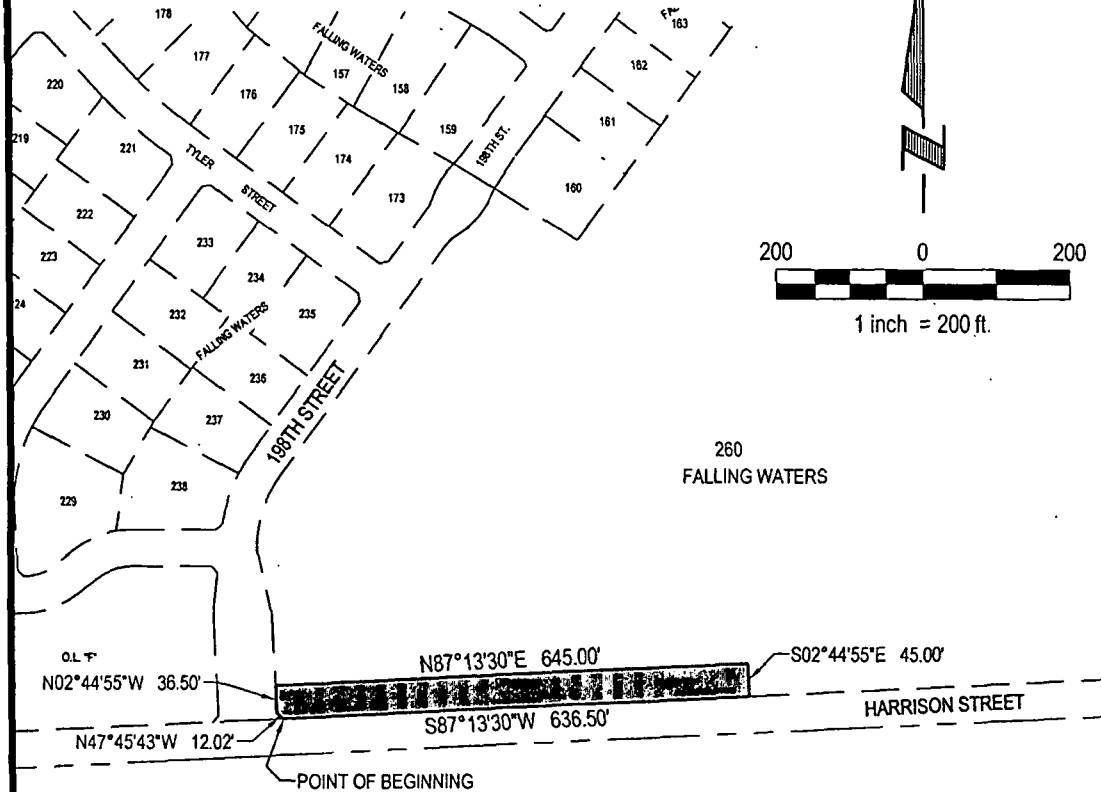 178
FALLING WATERS
163
177
157
162
220
158
176
161
175
159
198TH ST.
219
221
TYLER
STREET
174
160
173
222
233
223
234
200 0 200
1 inch = 200 ft.
24
232
235
FALLING WATERS
231
236
198TH STREET
230
237
260
FALLING WATERS
229
238
O.L. "F"
N87°13'30"E 645.00'
S02°44'55"E 45.00'
N02°44'55"W 36.50'
S87°13'30"W 636.50'
HARRISON STREET
N47°45'43"W 12.02'
POINT OF BEGINNING